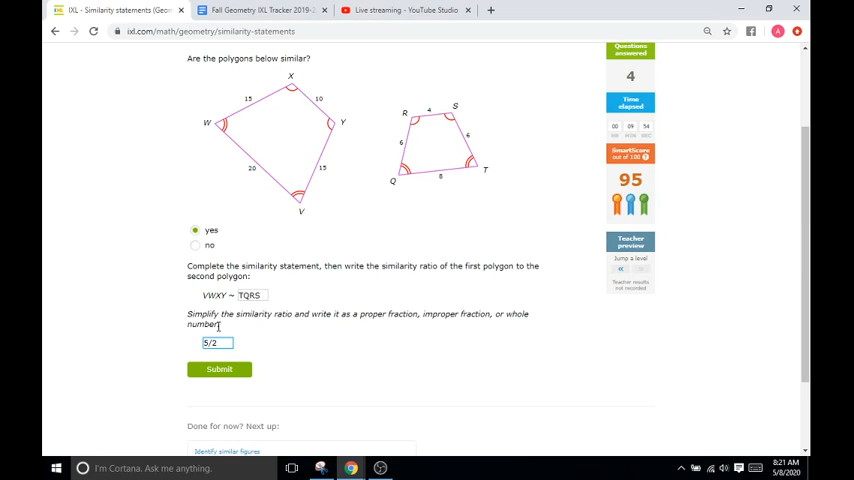 IXL - Similarity statements (Geom
Fall Geometry IXL Tracker 2019-2
Live streaming - YouTube Studio
ixl.com/math/geometry/similarity-statements
Are the polygons below similar?
X
15
10
W
Y
20
15
V
R
4
S
6
6
Q
8
T
yes
no
Complete the similarity statement, then write the similarity ratio of the first polygon to the
second polygon:
VWXY ~ TQRS
Simplify the similarity ratio and write it as a proper fraction, improper fraction, or whole
number.
5/2
Submit
Done for now? Next up:
Identify similar figures
Questions
answered
4
Time
elapsed
00 09 54
HR MIN SEC
SmartScore
out of 100
95
Teacher
preview
Jump a level
Teacher results
not recorded
I'm Cortana. Ask me anything.
8:21 AM
5/8/2020